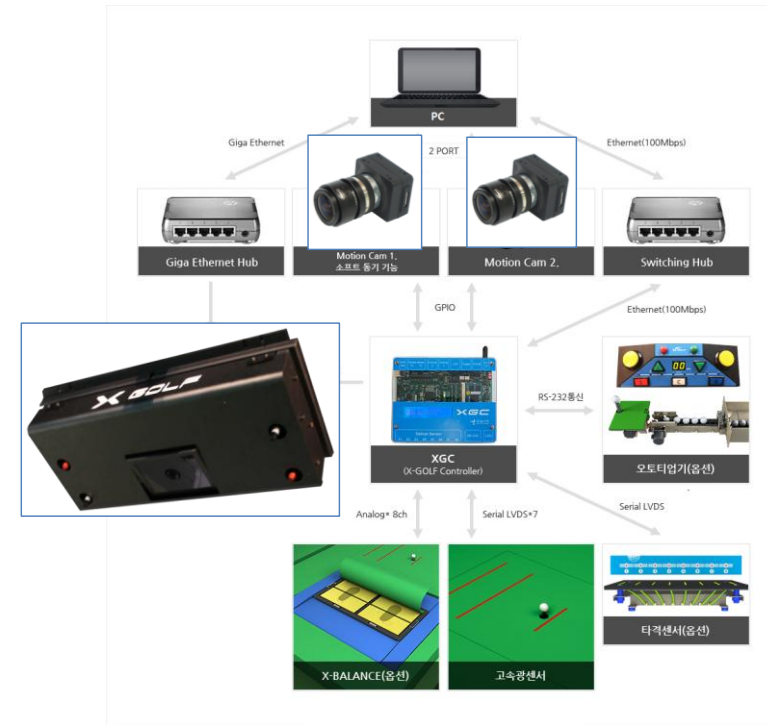 PC
Giga Ethernet
2 PORT
Ethernet(100Mbps)
Giga Ethernet Hub
Motion Cam 1,
소프트 동기 기능
Motion Cam 2,
Switching Hub
GPIO
Ethernet(100Mbps)
X GOLF
XGC
RS-232통신
XGC
(X-GOLF Controller)
오토티업기(옵션)
Analog* 8ch
Serial LVDS*7
Serial LVDS
X-BALANCE(옵션)
고속광센서
타격센서(옵션)